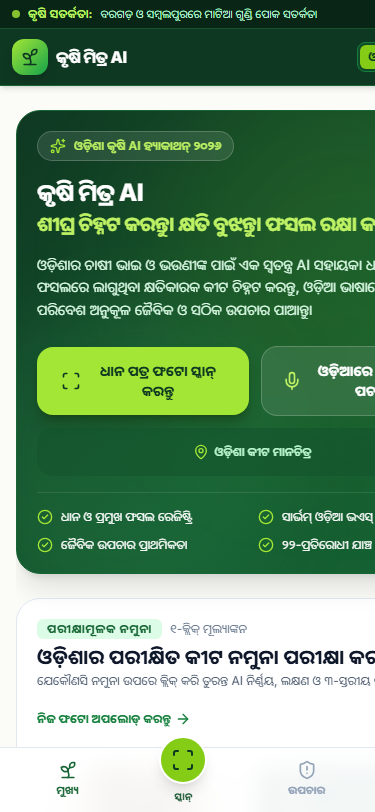 କୃଷି ସତର୍କତା: ବରଗଡ଼ ଓ ସମ୍ବଲପୁରରେ ମାଟିଆ ଗୁଣ୍ଡି ପୋକ ସତର୍କତା
କୃଷି ମିତ୍ର AI
ଓଡ଼ିଶା କୃଷି AI ହ୍ୟାକାଥନ୍ ୨୦୨୬
କୃଷି ମିତ୍ର AI
ଶୀଘ୍ର ଚିହ୍ନଟ କରନ୍ତୁ। କ୍ଷତି ବୁଝନ୍ତୁ। ଫସଲ ରକ୍ଷା କ
ଓଡ଼ିଶାର ଚାଷୀ ଭାଇ ଓ ଭଉଣୀଙ୍କ ପାଇଁ ଏକ ସ୍ୱତନ୍ତ୍ର AI ସହାୟକ। ଧା
ଫସଲରେ ଲାଗୁଥିବା କ୍ଷତିକାରକ କୀଟ ଚିହ୍ନଟ କରନ୍ତୁ, ଓଡ଼ିଆ ଭାଷାରେ
ପରିବେଶ ଅନୁକୂଳ ଜୈବିକ ଓ ସଠିକ ଉପଚାର ପାଆନ୍ତୁ।
ଧାନ ପତ୍ର ଫଟୋ ସ୍କାନ୍ କରନ୍ତୁ
ଓଡ଼ିଆରେ
ପଚ
ଓଡ଼ିଶା କୀଟ ମାନଚିତ୍ର
ଧାନ ଓ ପ୍ରମୁଖ ଫସଲ ରେଜିଷ୍ଟ୍ରି
ସାର୍ଭମ୍ ଓଡ଼ିଆ ଭଏସ୍
ଜୈବିକ ଉପଚାର ପ୍ରାଥମିକତା
୨୨-ପ୍ରତିରୋଧୀ ଯାଞ୍ଚ
ପରୀକ୍ଷାମୂଳକ ନମୁନା ୧-କ୍ଲିକ୍ ମୂଲ୍ୟାଙ୍କନ
ଓଡ଼ିଶାର ପରୀକ୍ଷିତ କୀଟ ନମୁନା ପରୀକ୍ଷା କର
ଯେକୌଣସି ନମୁନା ଉପରେ କ୍ଲିକ୍ କରି ତୁରନ୍ତ AI ନିର୍ଣ୍ଣୟ, ଲକ୍ଷଣ ଓ ୩-ସ୍ତରୀୟ
ନିଜ ଫଟୋ ଅପଲୋଡ୍ କରନ୍ତୁ →
ମୁଖ୍ୟ
ସ୍କାନ୍
ଉପଚାର